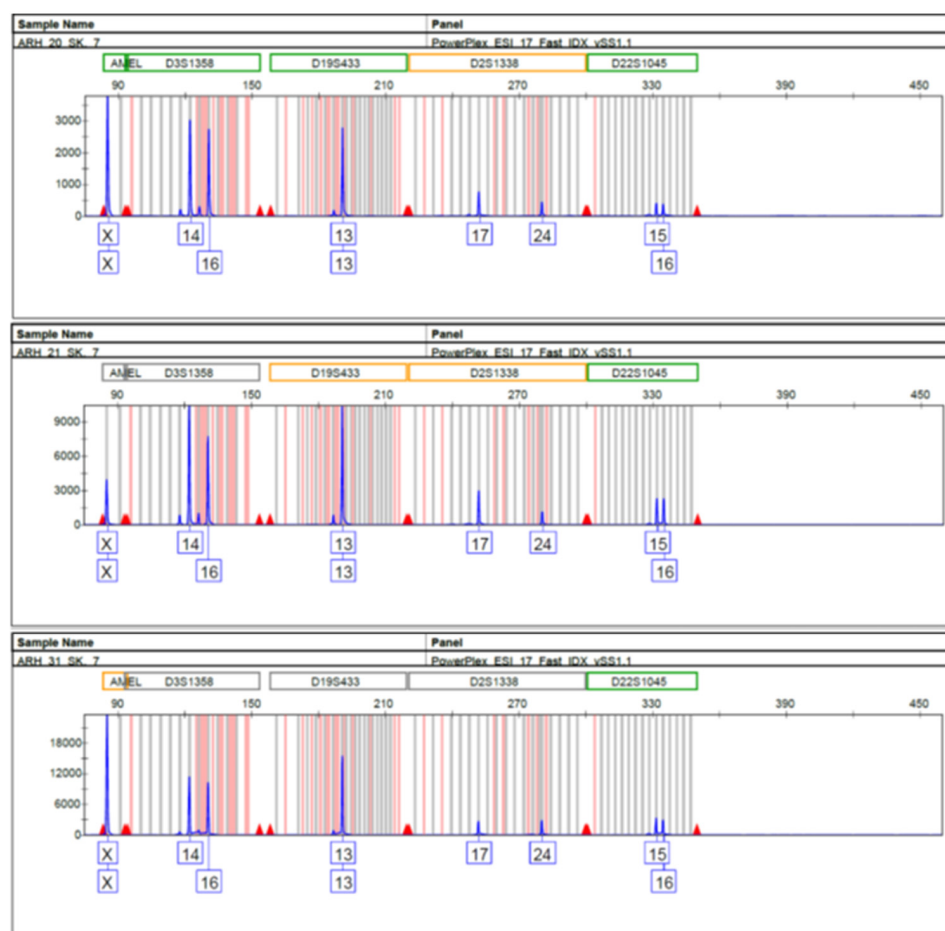 Sample Name Panel
ARH_20_SK_7 PowerPlex_ESI_17_Fast_IDX_vSS1.1
AMEL D3S1358 D19S433 D2S1338 D22S1045
90 150 210 270 330 390 450
3000
2000
1000
0
X 14 13 17 24 15
X 16 13 16
Sample Name Panel
ARH_21_SK_7 PowerPlex_ESI_17_Fast_IDX_vSS1.1
AMEL D3S1358 D19S433 D2S1338 D22S1045
90 150 210 270 330 390 450
9000
6000
3000
0
X 14 13 17 24 15
X 16 13 16
Sample Name Panel
ARH_31_SK_7 PowerPlex_ESI_17_Fast_IDX_vSS1.1
AMEL D3S1358 D19S433 D2S1338 D22S1045
90 150 210 270 330 390 450
18000
12000
6000
0
X 14 13 17 24 15
X 16 13 16